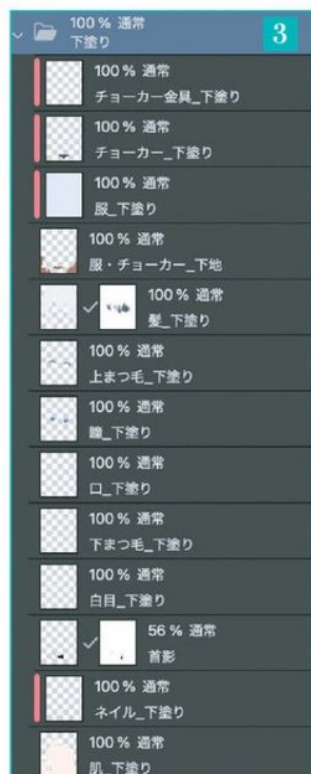 100 % 通常
下塗り
3
100 % 通常
チョーカー金具_下塗り
100 % 通常
チョーカー_下塗り
100 % 通常
服_下塗り
100 % 通常
服・チョーカー_下地
100 % 通常
髪_下塗り
100 % 通常
上まつ毛_下塗り
100 % 通常
瞳_下塗り
100 % 通常
口_下塗り
100 % 通常
下まつ毛_下塗り
100 % 通常
白目_下塗り
56 % 通常
首影
100 % 通常
ネイル_下塗り
100 % 通常
肌_下塗り